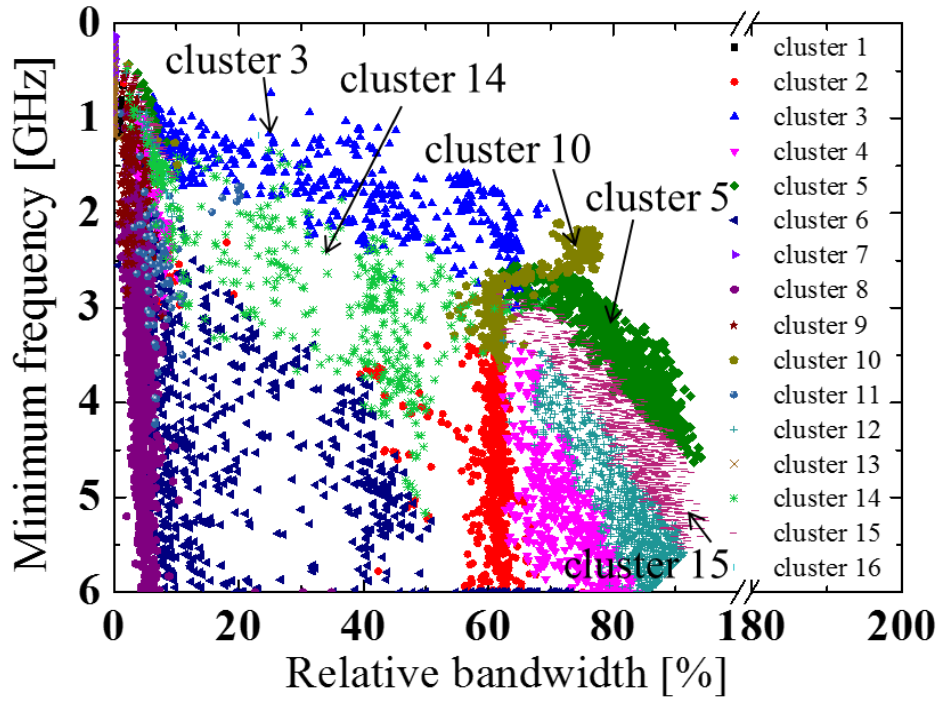 0
1
2
3
4
5
6
Minimum frequency [GHz]
cluster 3
cluster 14
cluster 10
cluster 5
cluster 15
cluster 1
cluster 2
cluster 3
cluster 4
cluster 5
cluster 6
cluster 7
cluster 8
cluster 9
cluster 10
cluster 11
cluster 12
cluster 13
cluster 14
cluster 15
cluster 16
0 20 40 60 80 180 200
Relative bandwidth [%]